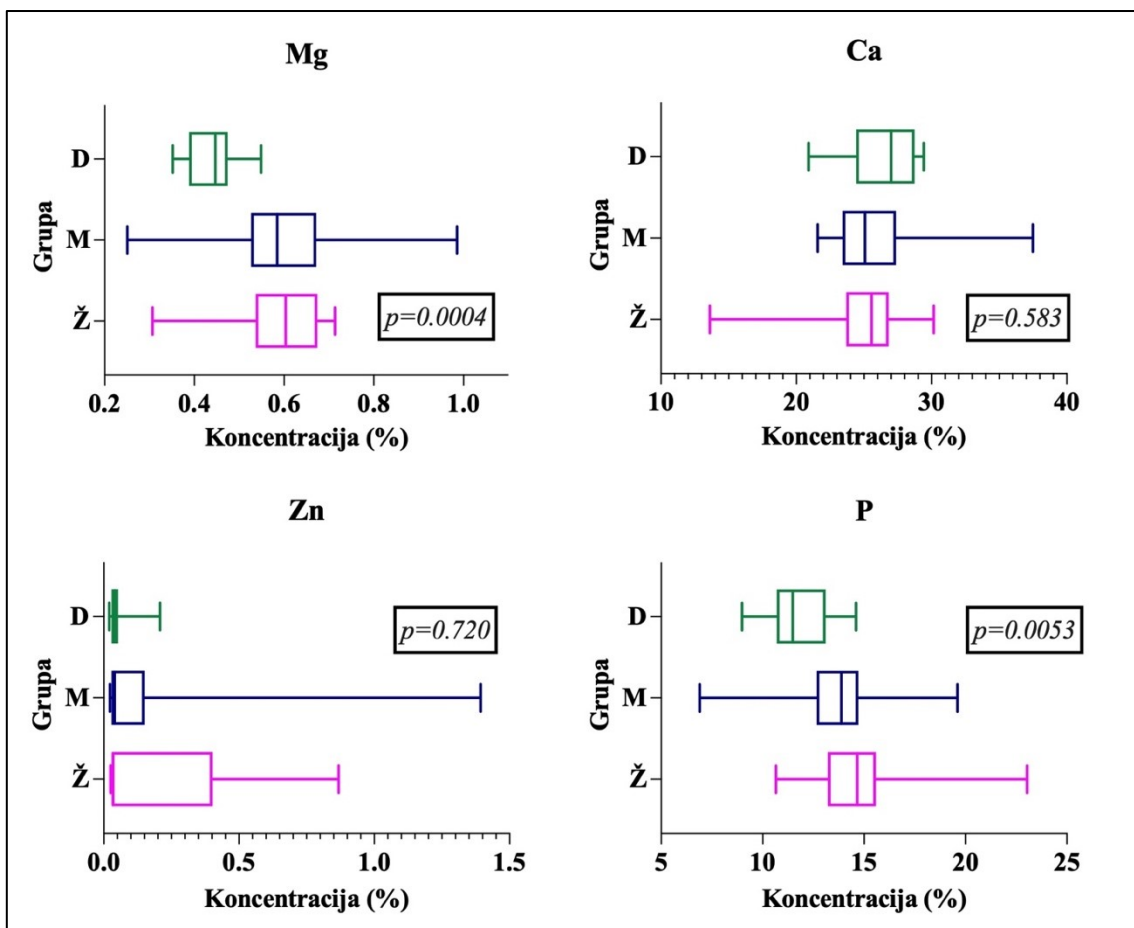 Mg
Grupa
D
M
Ž
p=0.0004
0.2 0.4 0.6 0.8 1.0
Koncentracija (%)
Ca
Grupa
D
M
Ž
p=0.583
10 20 30 40
Koncentracija (%)
Zn
Grupa
D
M
Ž
p=0.720
0.0 0.5 1.0 1.5
Koncentracija (%)
P
Grupa
D
M
Ž
p=0.0053
5 10 15 20 25
Koncentracija (%)